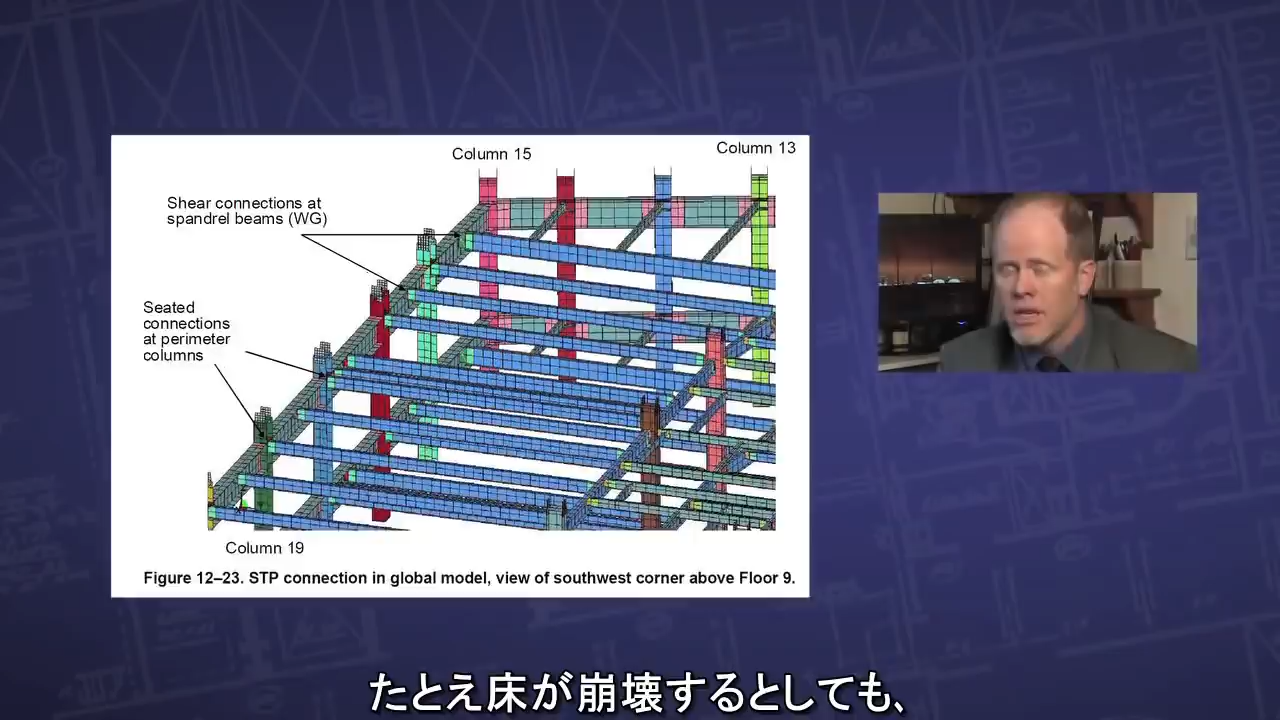 Column 15
Column 13
Shear connections at
spandrel beams (WG)
Seated
connections
at perimeter
columns
Column 19
Figure 12–23. STP connection in global model, view of southwest corner above Floor 9.
たとえ床が崩壊するとしても、